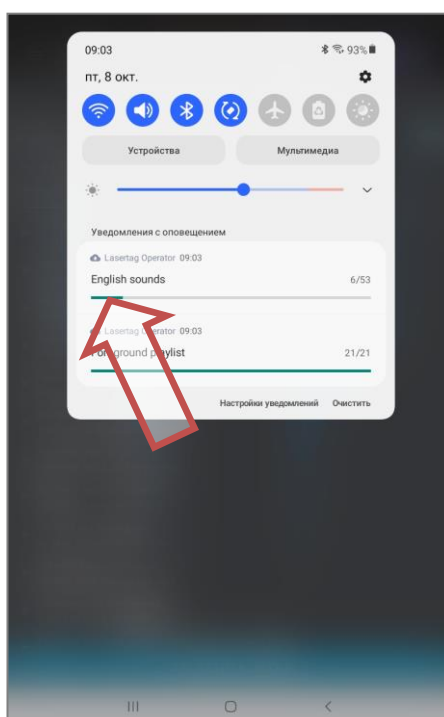 09:03 93%
пт, 8 окт.
Устройства Мультимедиа
Уведомления с оповещением
Lasertag Operator 09:03
English sounds 6/53
Lasertag Operator 09:03
Foreground playlist 21/21
Настройки уведомлений Очистить